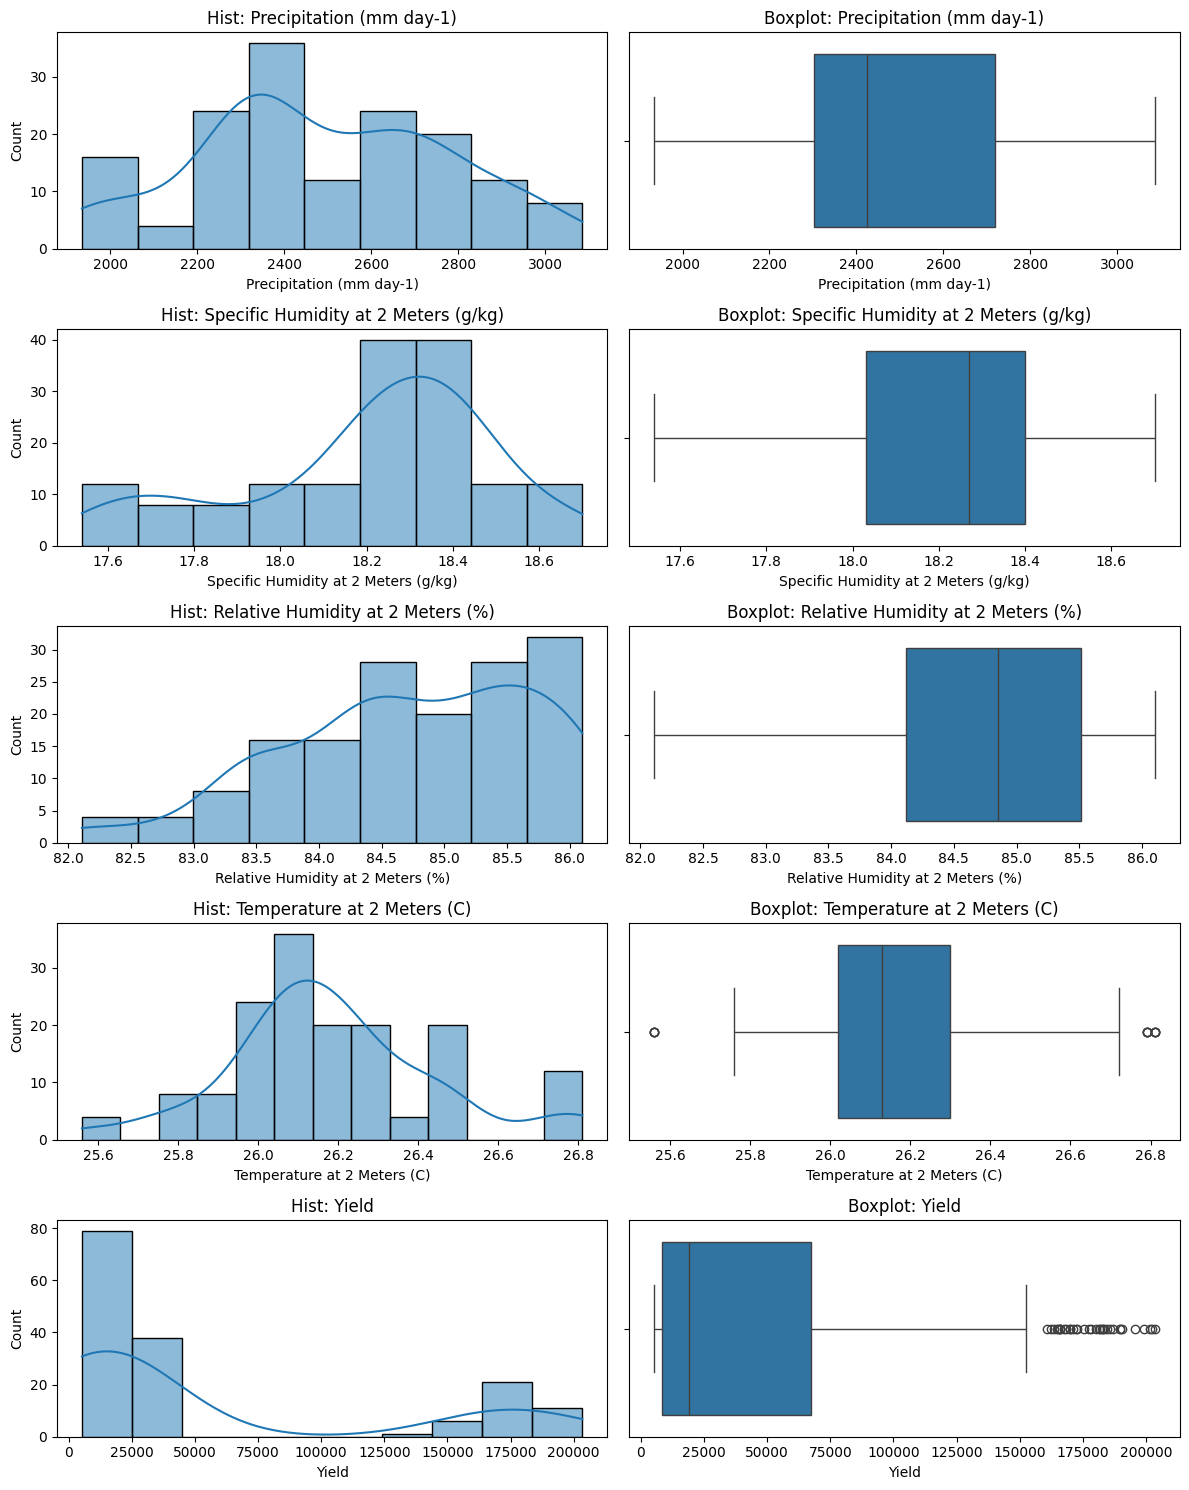 Hist: Precipitation (mm day-1)
Boxplot: Precipitation (mm day-1)
Count
30
20
10
0
2000 2200 2400 2600 2800 3000
Precipitation (mm day-1)
2000 2200 2400 2600 2800 3000
Precipitation (mm day-1)
Hist: Specific Humidity at 2 Meters (g/kg)
Boxplot: Specific Humidity at 2 Meters (g/kg)
Count
40
30
20
10
0
17.6 17.8 18.0 18.2 18.4 18.6
Specific Humidity at 2 Meters (g/kg)
17.6 17.8 18.0 18.2 18.4 18.6
Specific Humidity at 2 Meters (g/kg)
Hist: Relative Humidity at 2 Meters (%)
Boxplot: Relative Humidity at 2 Meters (%)
Count
30
25
20
15
10
5
0
82.0 82.5 83.0 83.5 84.0 84.5 85.0 85.5 86.0
Relative Humidity at 2 Meters (%)
82.0 82.5 83.0 83.5 84.0 84.5 85.0 85.5 86.0
Relative Humidity at 2 Meters (%)
Hist: Temperature at 2 Meters (C)
Boxplot: Temperature at 2 Meters (C)
Count
30
20
10
0
25.6 25.8 26.0 26.2 26.4 26.6 26.8
Temperature at 2 Meters (C)
25.6 25.8 26.0 26.2 26.4 26.6 26.8
Temperature at 2 Meters (C)
Hist: Yield
Boxplot: Yield
Count
80
60
40
20
0
0 25000 50000 75000 100000 125000 150000 175000 200000
Yield
0 25000 50000 75000 100000 125000 150000 175000 200000
Yield